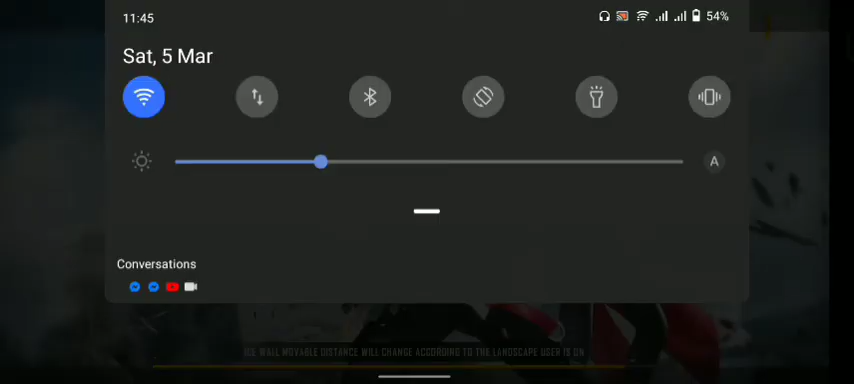 11:45
54%
Sat, 5 Mar
A
Conversations
ICE WALL MOVABLE DISTANCE WILL CHANGE ACCORDING TO THE LANDSCAPE USER IS ON